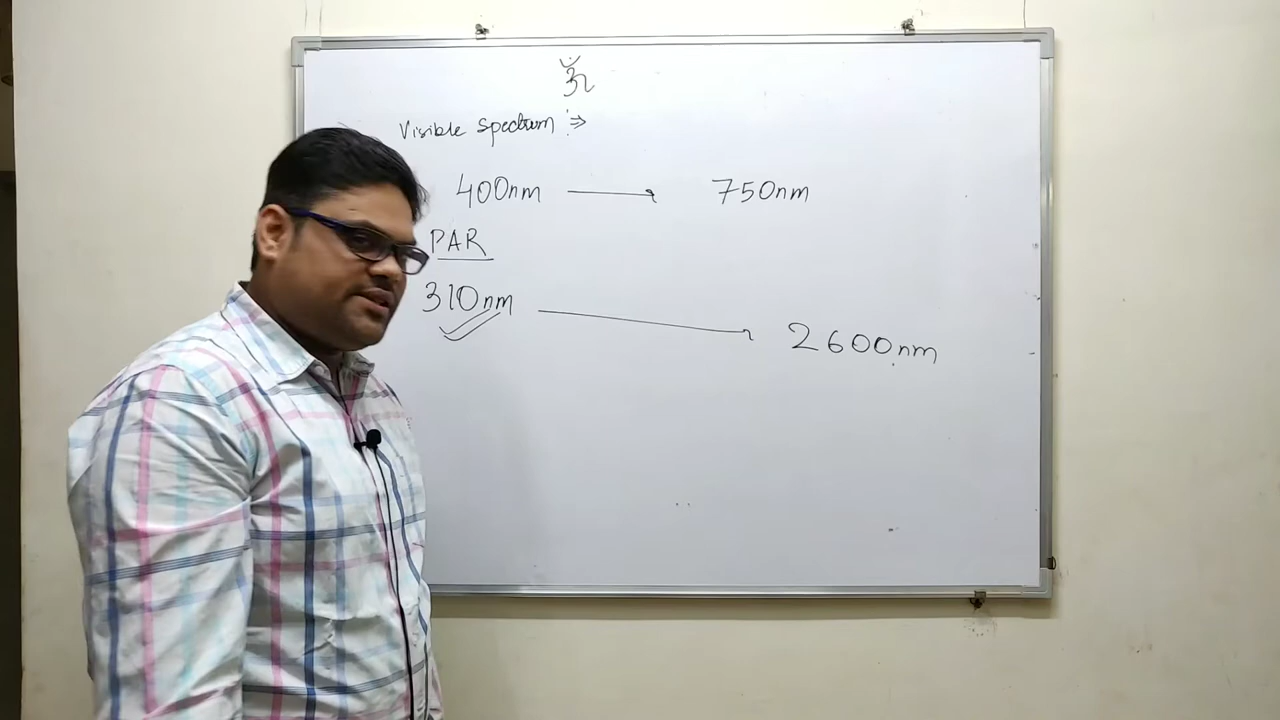 ॐ
Visible Spectrum :⇒
400nm ⟶ 750nm
PAR
310nm ⟶ 2600nm